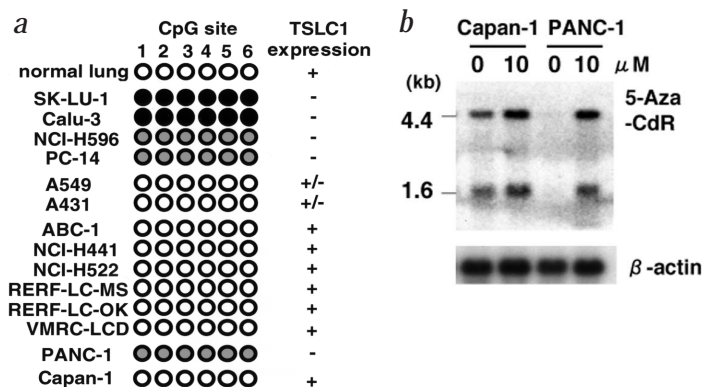 a
CpG site
TSLC1
expression
1 2 3 4 5 6
normal lung +
SK-LU-1 -
Calu-3 -
NCI-H596 -
PC-14 -
A549 +/-
A431 +/-
ABC-1 +
NCI-H441 +
NCI-H522 +
RERF-LC-MS +
RERF-LC-OK +
VMRC-LCD +
PANC-1 -
Capan-1 +
b
Capan-1 PANC-1
0 10 0 10 μM
(kb)
5-Aza
-CdR
4.4
1.6
β-actin